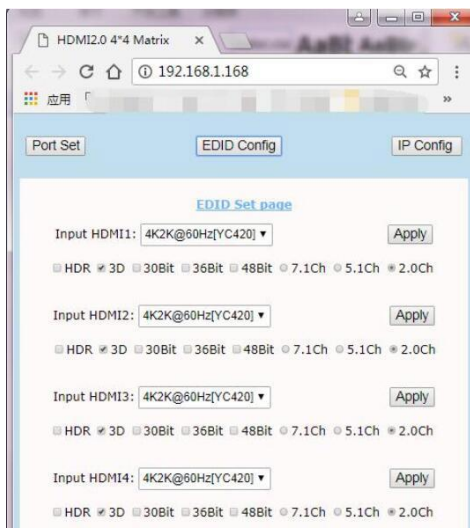 HDMI2.0 4*4 Matrix
192.168.1.168
应用
Port Set EDID Config IP Config
EDID Set page
Input HDMI1: 4K2K@60Hz[YC420] Apply
HDR 3D 30Bit 36Bit 48Bit 7.1Ch 5.1Ch 2.0Ch
Input HDMI2: 4K2K@60Hz[YC420] Apply
HDR 3D 30Bit 36Bit 48Bit 7.1Ch 5.1Ch 2.0Ch
Input HDMI3: 4K2K@60Hz[YC420] Apply
HDR 3D 30Bit 36Bit 48Bit 7.1Ch 5.1Ch 2.0Ch
Input HDMI4: 4K2K@60Hz[YC420] Apply
HDR 3D 30Bit 36Bit 48Bit 7.1Ch 5.1Ch 2.0Ch